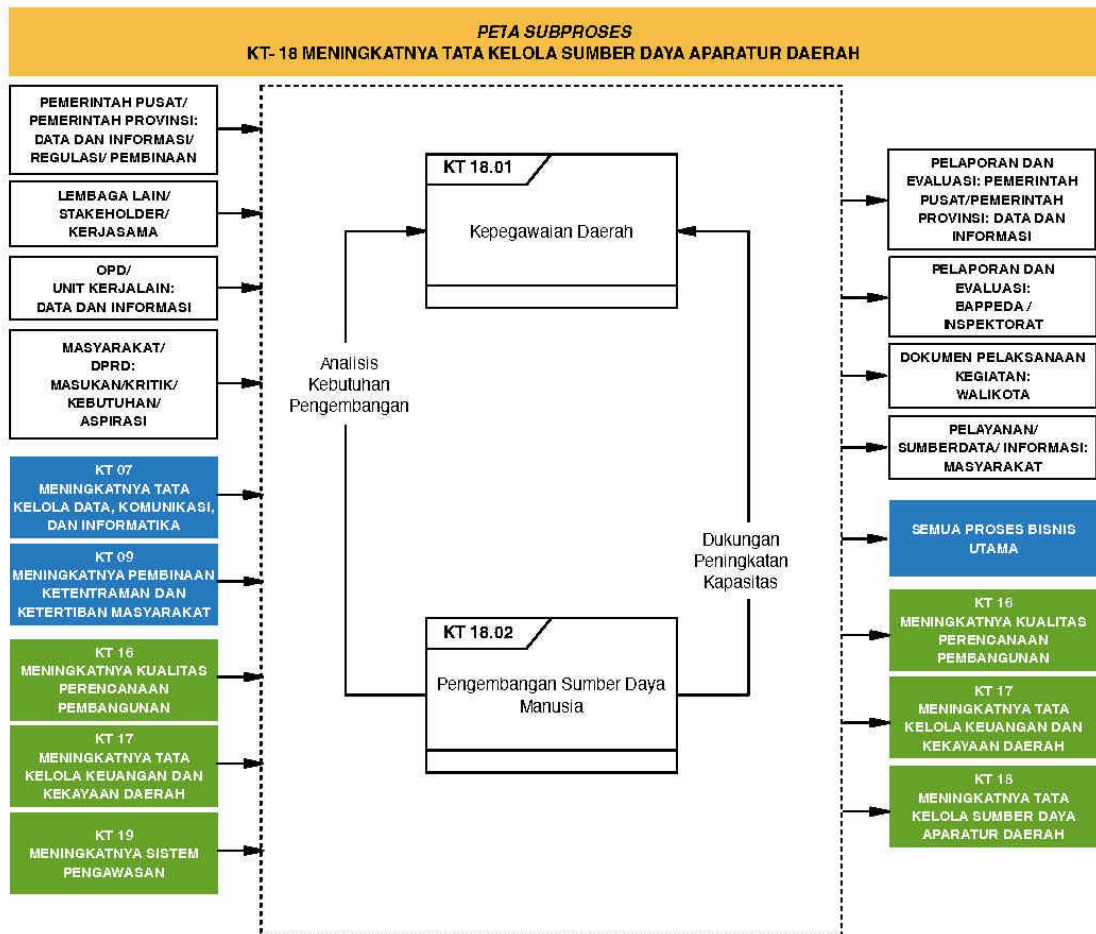 PETA SUBPROSES
KT- 18 MENINGKATNYA TATA KELOLA SUMBER DAYA APARATUR DAERAH
PEMERINTAH PUSAT/
PEMERINTAH PROVINSI:
DATA DAN INFORMASI/
REGULASI/ PEMBINAAN
LEMBAGA LAIN/
STAKEHOLDER/
KERJASAMA
OPD/
UNIT KERJALAIN:
DATA DAN INFORMASI
MASYARAKAT/
DPRD:
MASUKAN/KRITIK/
KEBUTUHAN/
ASPIRASI
KT 07
MENINGKATNYA TATA
KELOLA DATA, KOMUNIKASI,
DAN INFORMATIKA
KT 09
MENINGKATNYA PEMBINAAN
KETENTRAMAN DAN
KETERTIBAN MASYARAKAT
KT 16
MENINGKATNYA KUALITAS
PERENCANAAN
PEMBANGUNAN
KT 17
MENINGKATNYA TATA
KELOLA KEUANGAN DAN
KEKAYAAN DAERAH
KT 19
MENINGKATNYA SISTEM
PENGAWASAN
KT 18.01
Kepegawaian Daerah
Analisis
Kebutuhan
Pengembangan
Dukungan
Peningkatan
Kapasitas
KT 18.02
Pengembangan Sumber Daya
Manusia
PELAPORAN DAN
EVALUASI: PEMERINTAH
PUSAT/PEMERINTAH
PROVINSI: DATA DAN
INFORMASI
PELAPORAN DAN
EVALUASI:
BAPPEDA /
INSPEKTORAT
DOKUMEN PELAKSANAAN
KEGIATAN:
WALIKOTA
PELAYANAN/
SUMBERDATA/ INFORMASI:
MASYARAKAT
SEMUA PROSES BISNIS
UTAMA
KT 16
MENINGKATNYA KUALITAS
PERENCANAAN
PEMBANGUNAN
KT 17
MENINGKATNYA TATA
KELOLA KEUANGAN DAN
KEKAYAAN DAERAH
KT 18
MENINGKATNYA TATA
KELOLA SUMBER DAYA
APARATUR DAERAH